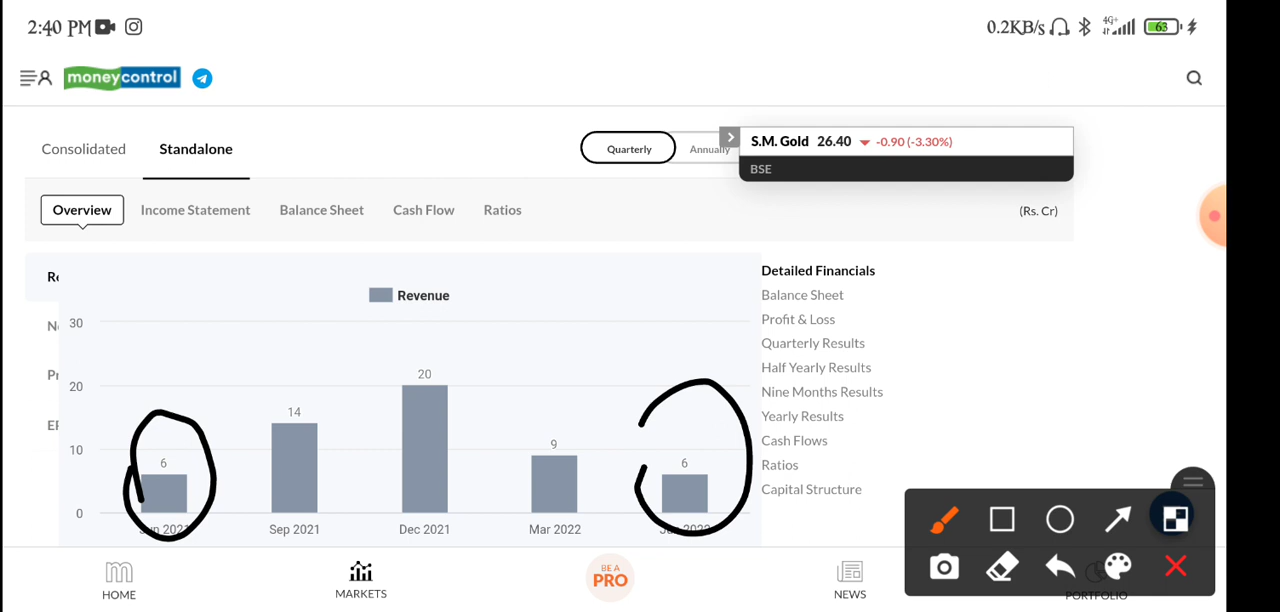 2:40 PM
0.2KB/s 4G+ 63
moneycontrol
Consolidated Standalone Quarterly Annually
S.M. Gold 26.40 -0.90 (-3.30%)
BSE
Overview Income Statement Balance Sheet Cash Flow Ratios (Rs. Cr)
Revenue
30
20
10
0
6 14 20 9 6
Sep 2021 Dec 2021 Mar 2022
Detailed Financials
Balance Sheet
Profit & Loss
Quarterly Results
Half Yearly Results
Nine Months Results
Yearly Results
Cash Flows
Ratios
Capital Structure
HOME MARKETS BE A PRO NEWS PORTFOLIO